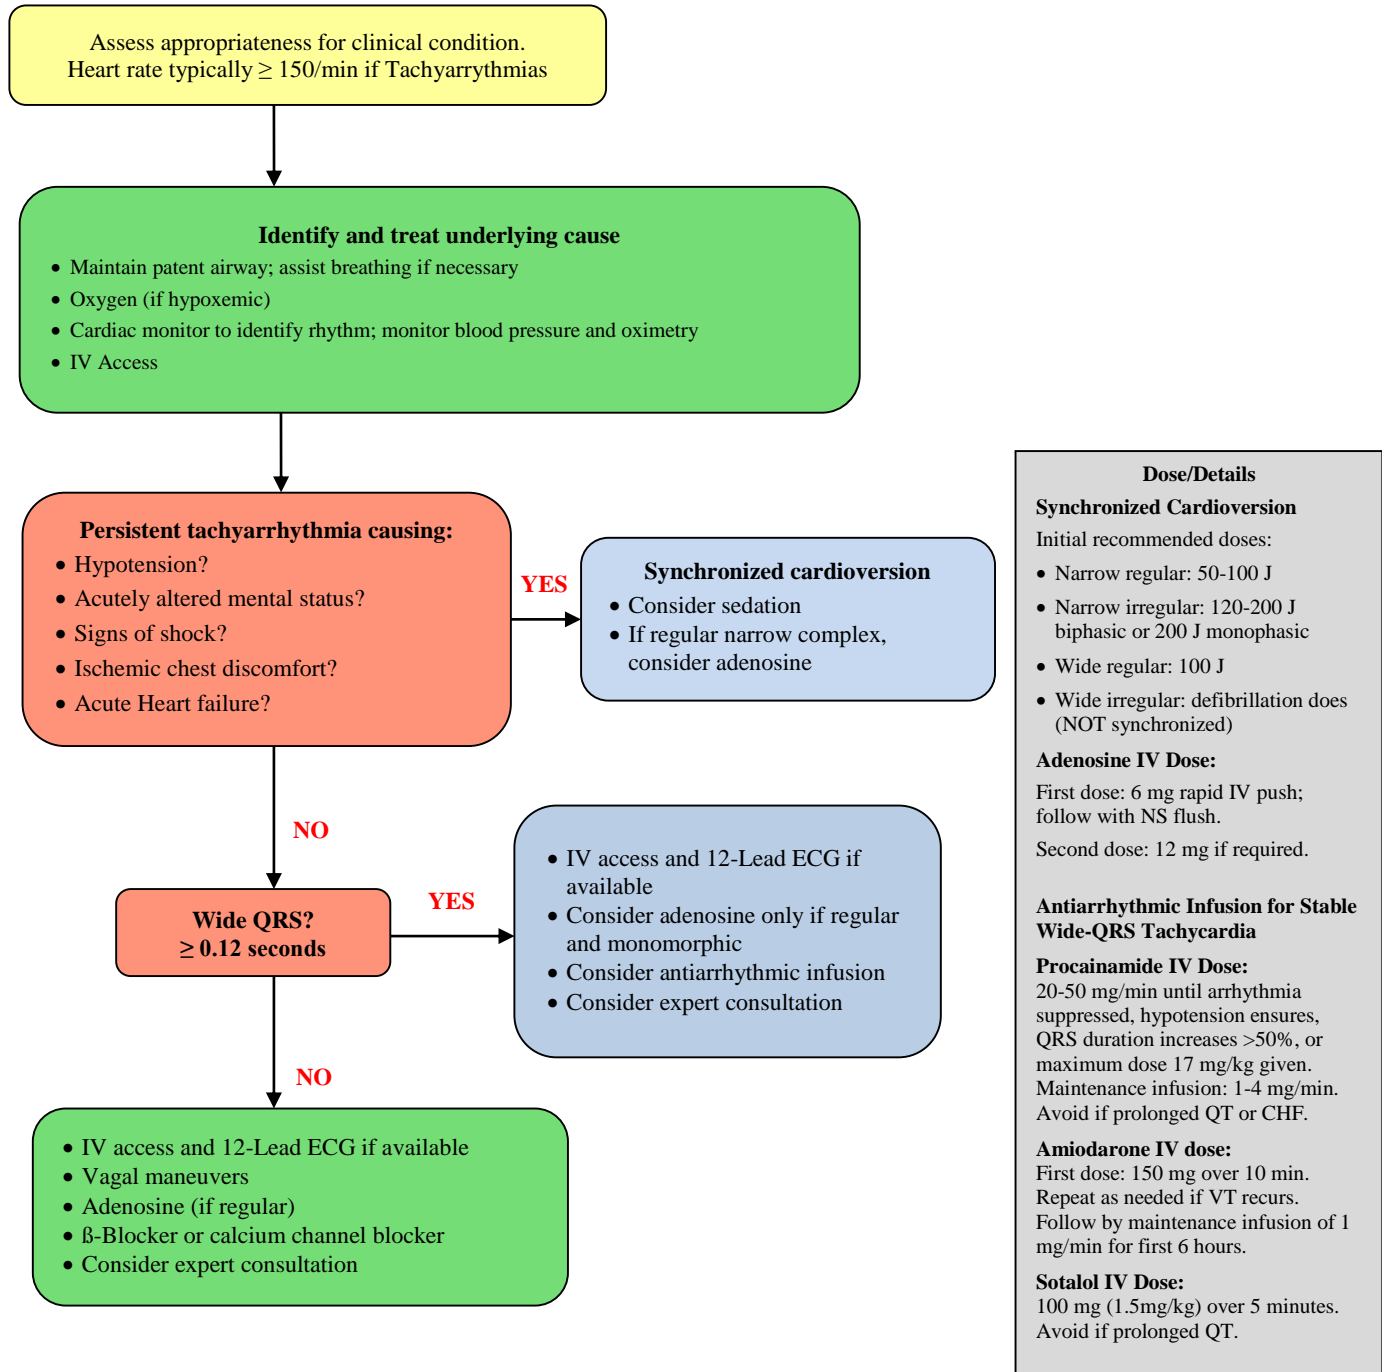 Assess appropriateness for clinical condition.
Heart rate typically ≥ 150/min if Tachyarrythmias
Identify and treat underlying cause
• Maintain patent airway; assist breathing if necessary
• Oxygen (if hypoxemic)
• Cardiac monitor to identify rhythm; monitor blood pressure and oximetry
• IV Access
Persistent tachyarrhythmia causing:
• Hypotension?
• Acutely altered mental status?
• Signs of shock?
• Ischemic chest discomfort?
• Acute Heart failure?
YES
Synchronized cardioversion
• Consider sedation
• If regular narrow complex,
consider adenosine
NO
Wide QRS?
≥ 0.12 seconds
YES
• IV access and 12-Lead ECG if
available
• Consider adenosine only if regular
and monomorphic
• Consider antiarrhythmic infusion
• Consider expert consultation
NO
• IV access and 12-Lead ECG if available
• Vagal maneuvers
• Adenosine (if regular)
• ß-Blocker or calcium channel blocker
• Consider expert consultation
Dose/Details
Synchronized Cardioversion
Initial recommended doses:
• Narrow regular: 50-100 J
• Narrow irregular: 120-200 J
biphasic or 200 J monophasic
• Wide regular: 100 J
• Wide irregular: defibrillation does
(NOT synchronized)
Adenosine IV Dose:
First dose: 6 mg rapid IV push;
follow with NS flush.
Second dose: 12 mg if required.
Antiarrhythmic Infusion for Stable
Wide-QRS Tachycardia
Procainamide IV Dose:
20-50 mg/min until arrhythmia
suppressed, hypotension ensures,
QRS duration increases >50%, or
maximum dose 17 mg/kg given.
Maintenance infusion: 1-4 mg/min.
Avoid if prolonged QT or CHF.
Amiodarone IV dose:
First dose: 150 mg over 10 min.
Repeat as needed if VT recurs.
Follow by maintenance infusion of 1
mg/min for first 6 hours.
Sotalol IV Dose:
100 mg (1.5mg/kg) over 5 minutes.
Avoid if prolonged QT.